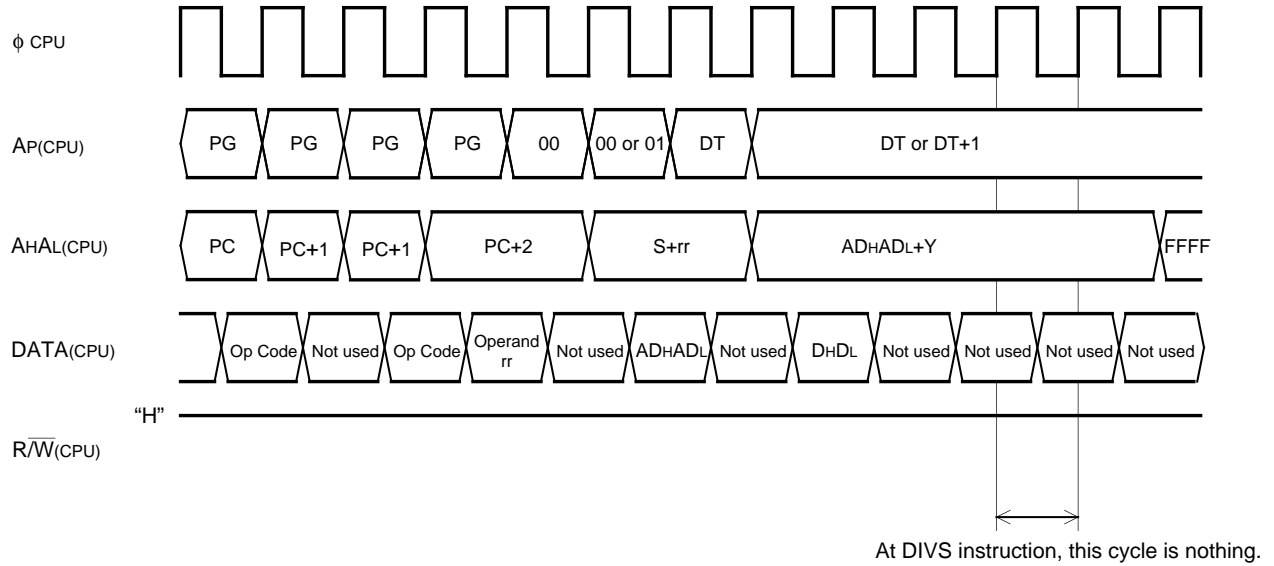 ϕ CPU
AP(CPU) PG PG PG PG 00 00 or 01 DT DT or DT+1
AHAL(CPU) PC PC+1 PC+1 PC+2 S+rr ADHADL+Y FFFF
DATA(CPU) Op Code Not used Op Code Operand rr Not used ADHADL Not used DHDL Not used Not used Not used Not used
“H”
R/W̅(CPU)
At DIVS instruction, this cycle is nothing.